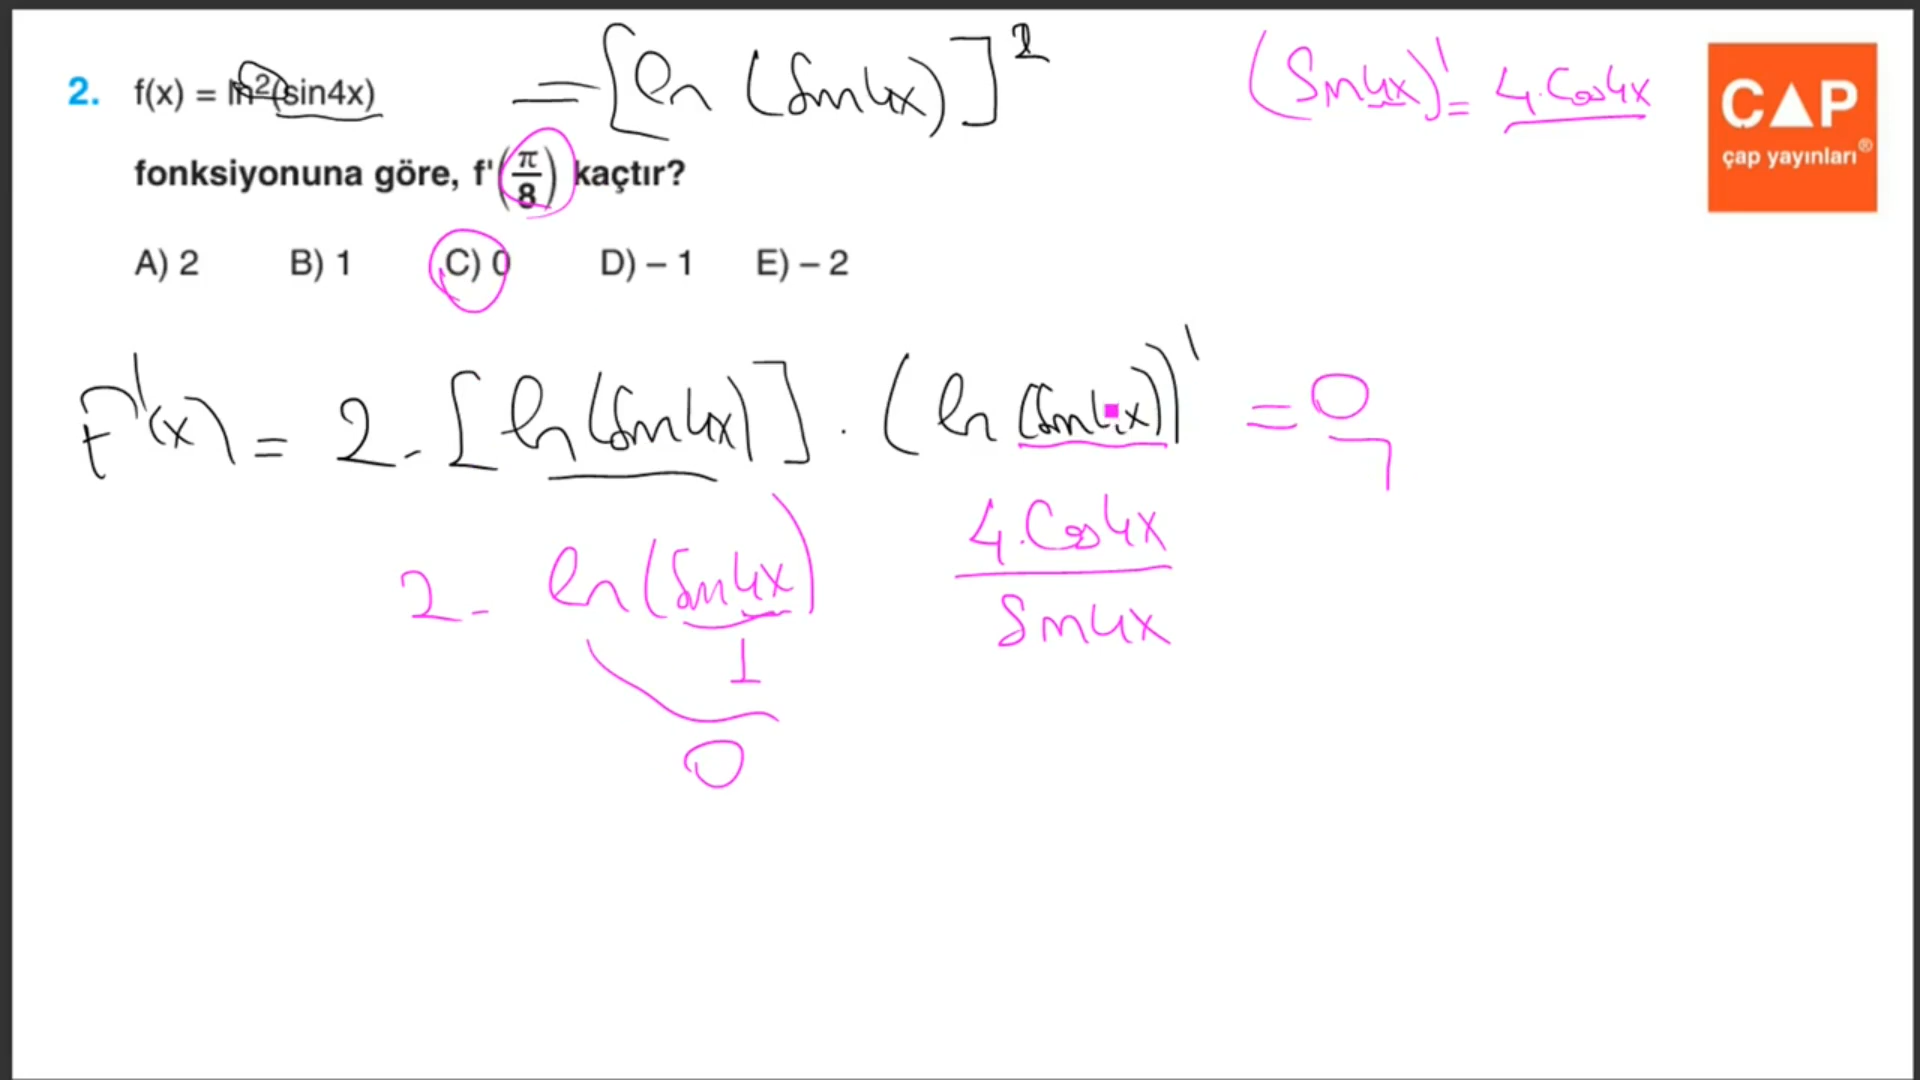 2. f(x) = ln²(sin4x) = [ln (sin4x)]²
(sin4x)' = 4.cos4x
ÇAP
çap yayınları®
fonksiyonuna göre, f'(π/8) kaçtır?
A) 2 B) 1 C) 0 D) – 1 E) – 2
f'(x) = 2. [ln(sin4x)] . (ln (sin4x))' = 0
2. ln(sin4x) 4.cos4x / sin4x
1
0